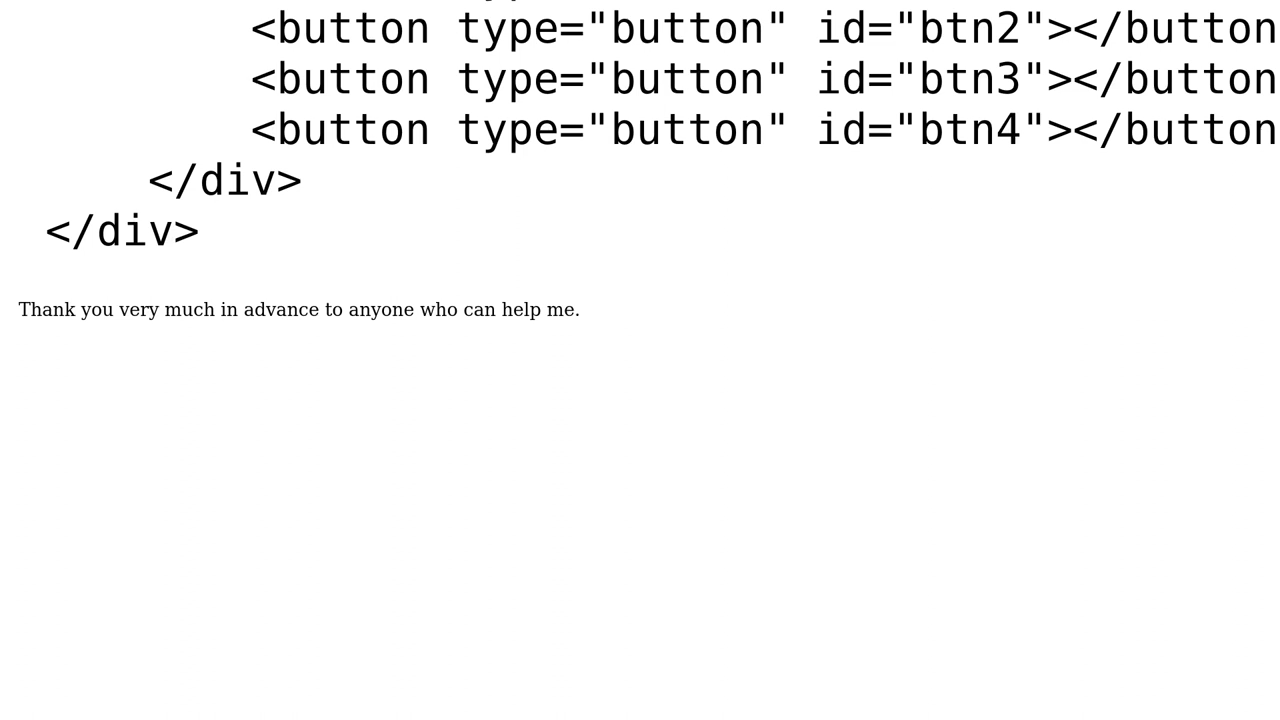 <button type="button" id="btn2"></button
<button type="button" id="btn3"></button
<button type="button" id="btn4"></button
</div>
</div>
Thank you very much in advance to anyone who can help me.